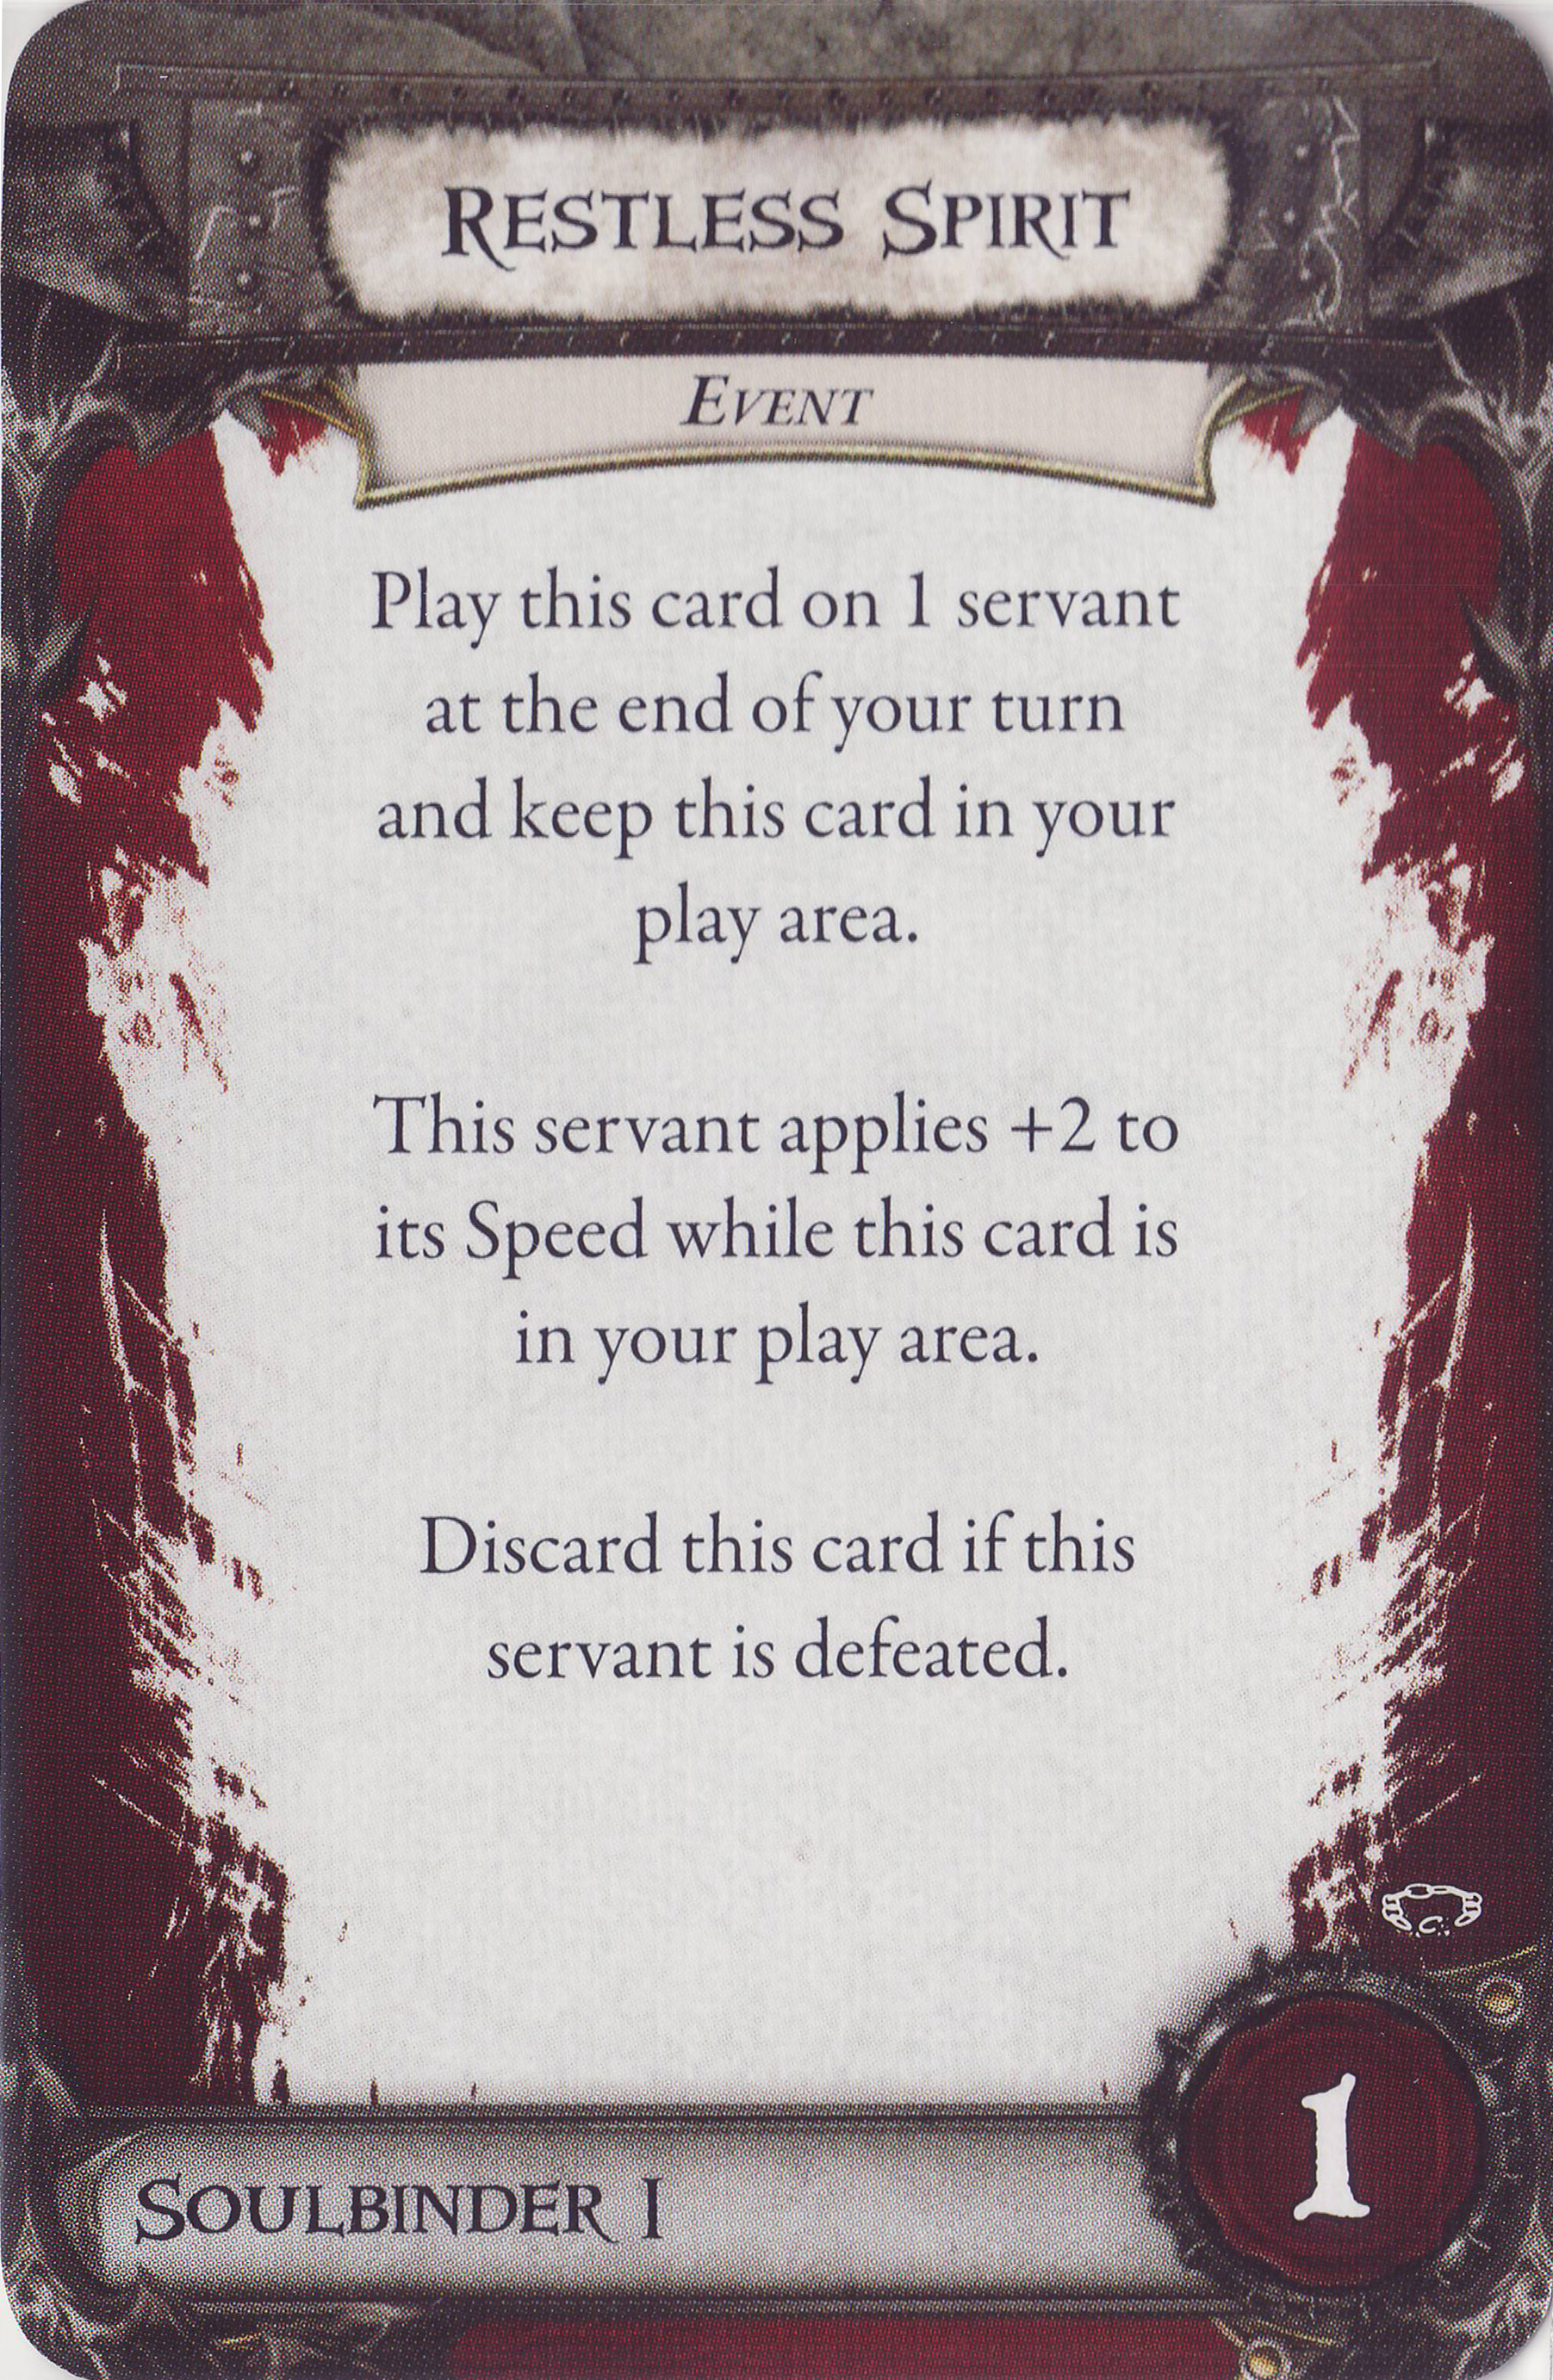 RESTLESS SPIRIT
EVENT
Play this card on 1 servant
at the end of your turn
and keep this card in your
play area.
This servant applies +2 to
its Speed while this card is
in your play area.
Discard this card if this
servant is defeated.
SOULBINDER I
1